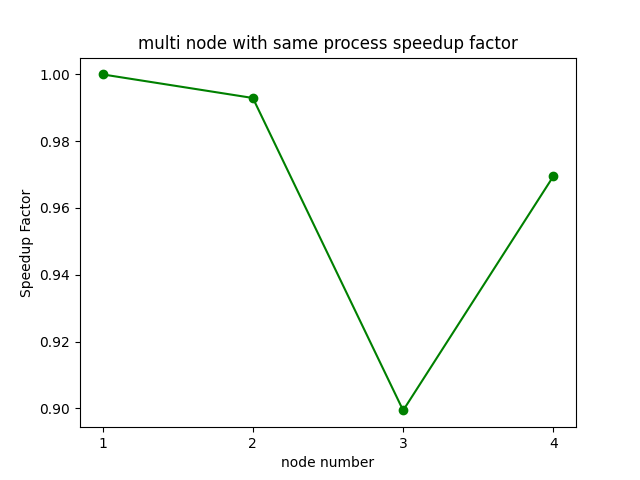 multi node with same process speedup factor
1.00
0.98
0.96
0.94
0.92
0.90
Speedup Factor
1 2 3 4
node number